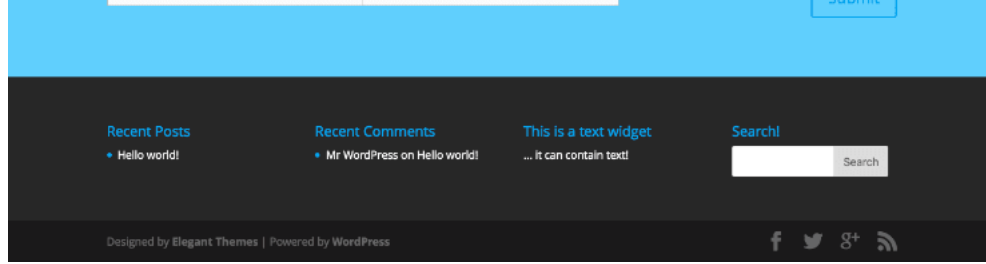 Submit
Recent Posts
Hello world!
Recent Comments
Mr WordPress on Hello world!
This is a text widget
... it can contain text!
Search!
Search
Designed by Elegant Themes | Powered by WordPress